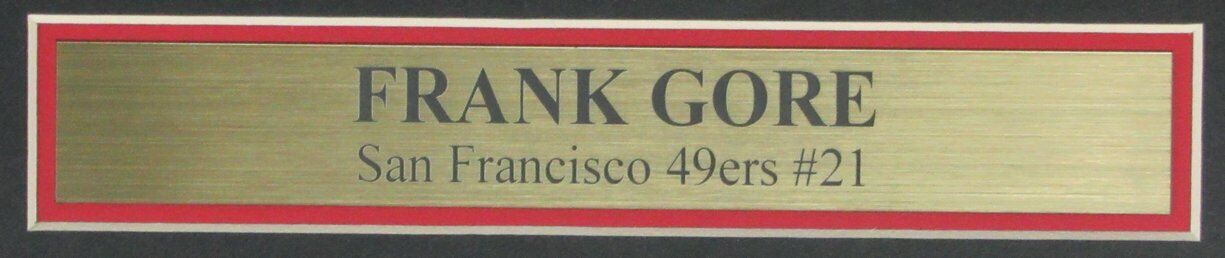 FRANK GORE
San Francisco 49ers #21